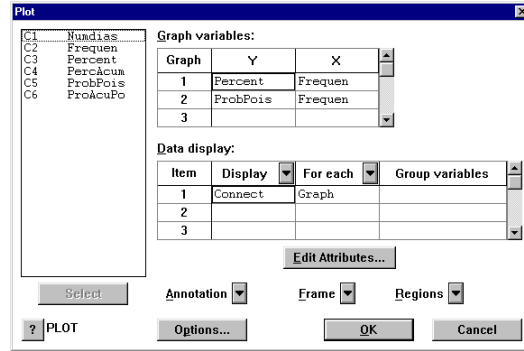 Plot
C1 Numdias
C2 Frequen
C3 Percent
C4 PercAcum
C5 ProbPois
C6 ProAcuPo
Graph variables:
Graph Y X
1 Percent Frequen
2 ProbPois Frequen
3
Data display:
Item Display For each Group variables
1 Connect Graph
2
3
Edit Attributes...
Select Annotation Frame Regions
? PLOT Options... OK Cancel